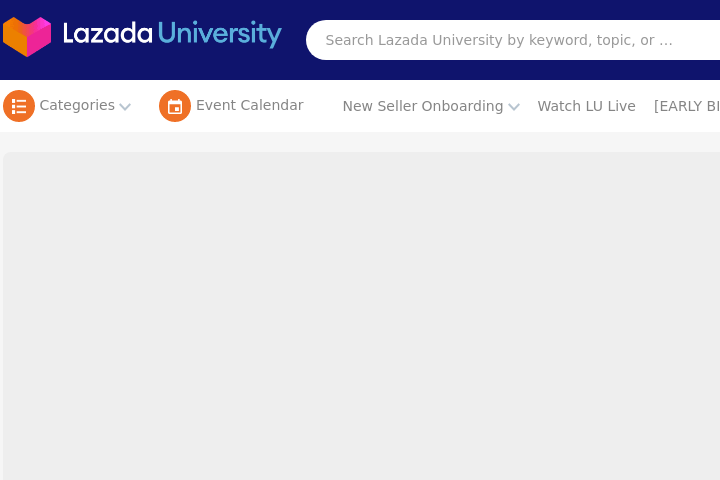 Lazada University
Search Lazada University by keyword, topic, or ...
Categories
Event Calendar
New Seller Onboarding
Watch LU Live
[EARLY